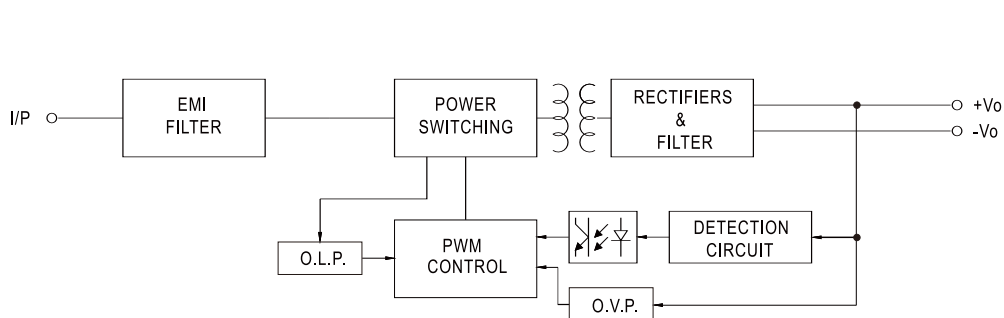 I/P
EMI
FILTER
POWER
SWITCHING
RECTIFIERS
&
FILTER
+Vo
-Vo
O.L.P.
PWM
CONTROL
DETECTION
CIRCUIT
O.V.P.